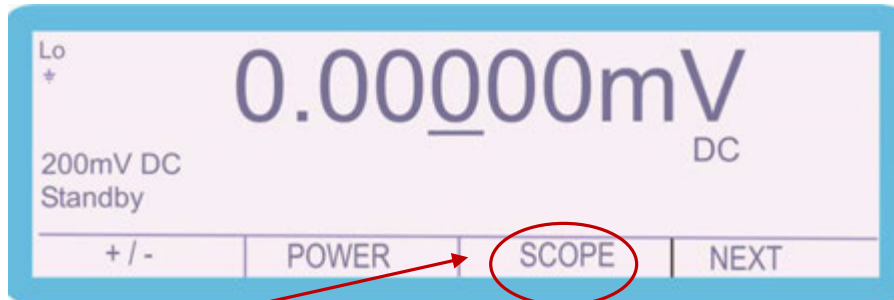 Lo
0.00000mV
DC
200mV DC
Standby
+ / - POWER SCOPE NEXT